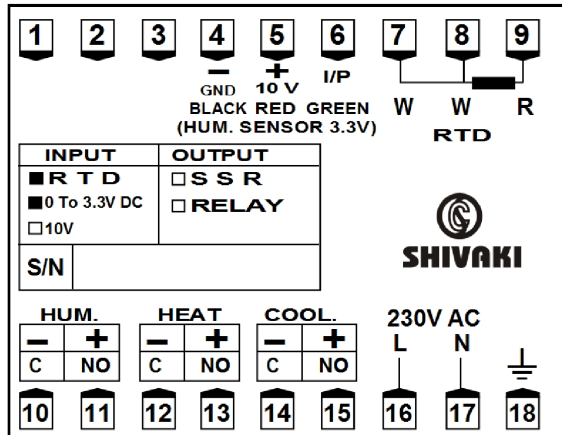 1 2 3 4 5 6 7 8 9
− + I/P
GND 10 V
BLACK RED GREEN W W R
(HUM. SENSOR 3.3V) RTD
INPUT OUTPUT
■ R T D □ S S R
■ 0 To 3.3V DC □ RELAY
□ 10V
S/N
SHIVAKI
HUM. HEAT COOL. 230V AC
− + − + − + L N
C NO C NO C NO
10 11 12 13 14 15 16 17 18